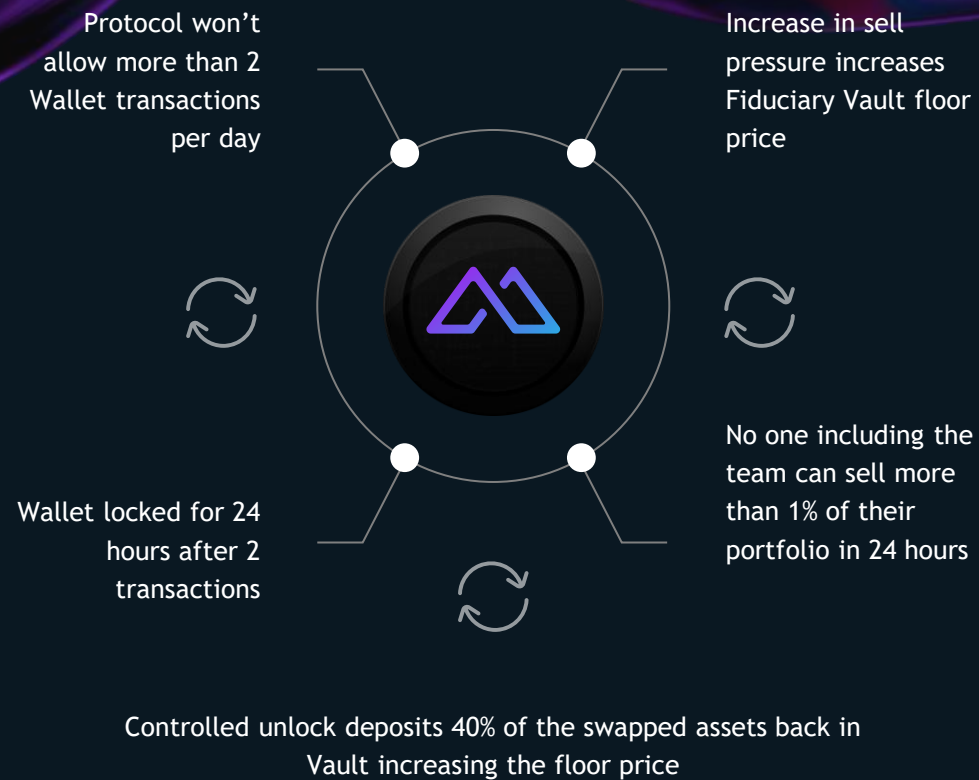 Protocol won’t
allow more than 2
Wallet transactions
per day
Increase in sell
pressure increases
Fiduciary Vault floor
price
Wallet locked for 24
hours after 2
transactions
No one including the
team can sell more
than 1% of their
portfolio in 24 hours
Controlled unlock deposits 40% of the swapped assets back in
Vault increasing the floor price